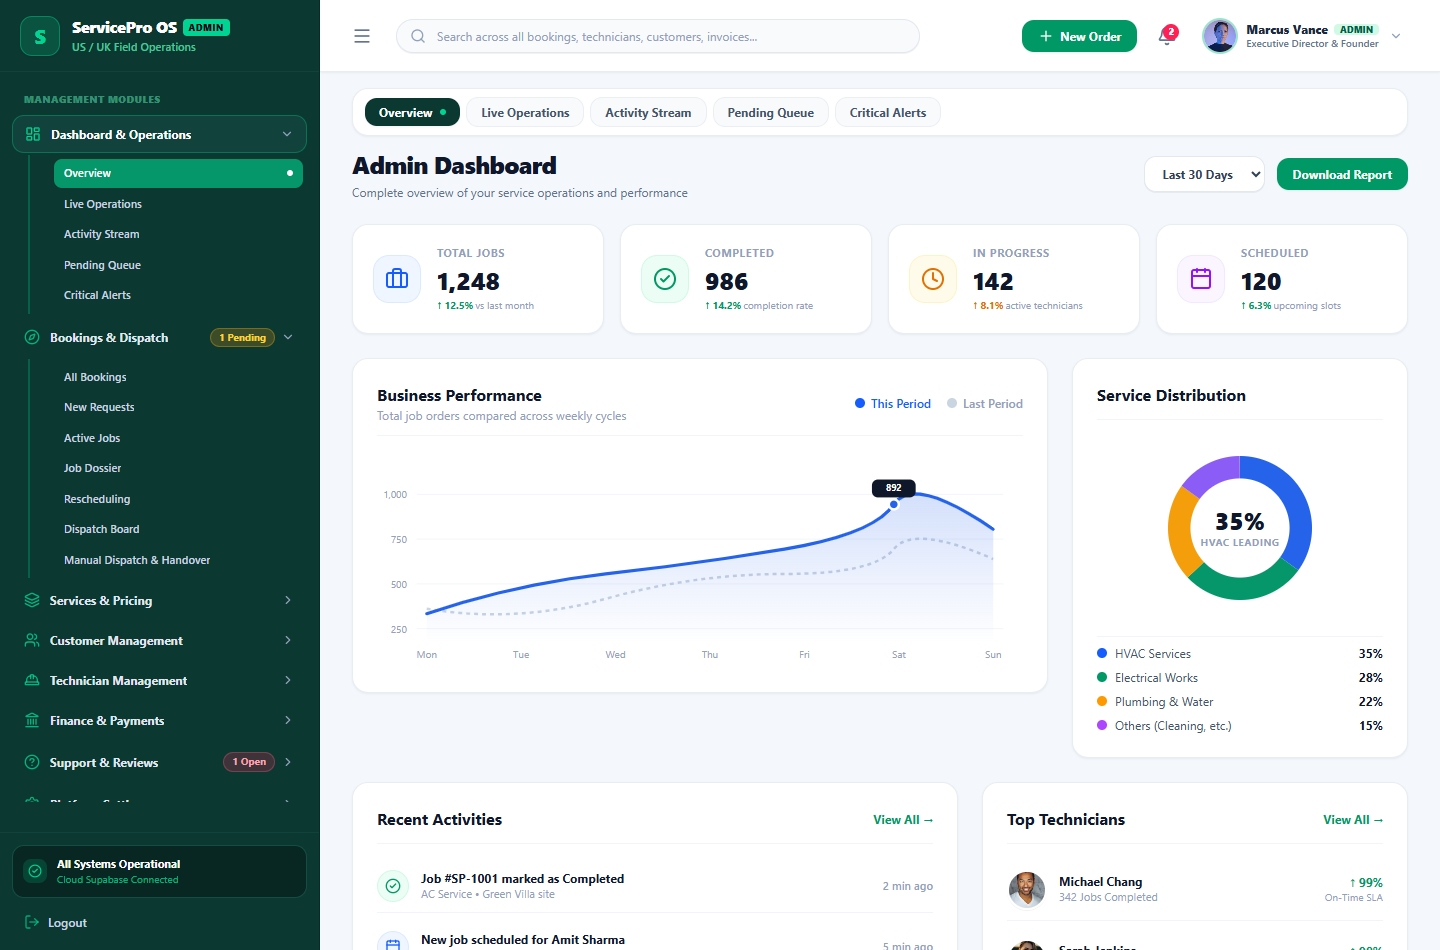 S
ServicePro OS ADMIN
US / UK Field Operations
MANAGEMENT MODULES
Dashboard & Operations
Overview
Live Operations
Activity Stream
Pending Queue
Critical Alerts
Bookings & Dispatch 1 Pending
All Bookings
New Requests
Active Jobs
Job Dossier
Rescheduling
Dispatch Board
Manual Dispatch & Handover
Services & Pricing
Customer Management
Technician Management
Finance & Payments
Support & Reviews 1 Open
All Systems Operational
Cloud Supabase Connected
Logout
Search across all bookings, technicians, customers, invoices...
New Order
2
Marcus Vance ADMIN
Executive Director & Founder
Overview Live Operations Activity Stream Pending Queue Critical Alerts
Admin Dashboard
Complete overview of your service operations and performance
Last 30 Days
Download Report
TOTAL JOBS
1,248
↑ 12.5% vs last month
COMPLETED
986
↑ 14.2% completion rate
IN PROGRESS
142
↑ 8.1% active technicians
SCHEDULED
120
↑ 6.3% upcoming slots
Business Performance
Total job orders compared across weekly cycles
This Period Last Period
892
1,000
750
500
250
Mon Tue Wed Thu Fri Sat Sun
Service Distribution
35%
HVAC LEADING
HVAC Services 35%
Electrical Works 28%
Plumbing & Water 22%
Others (Cleaning, etc.) 15%
Recent Activities View All →
Job #SP-1001 marked as Completed
AC Service • Green Villa site
2 min ago
New job scheduled for Amit Sharma
5 min ago
Top Technicians View All →
Michael Chang
342 Jobs Completed
↑ 99%
On-Time SLA